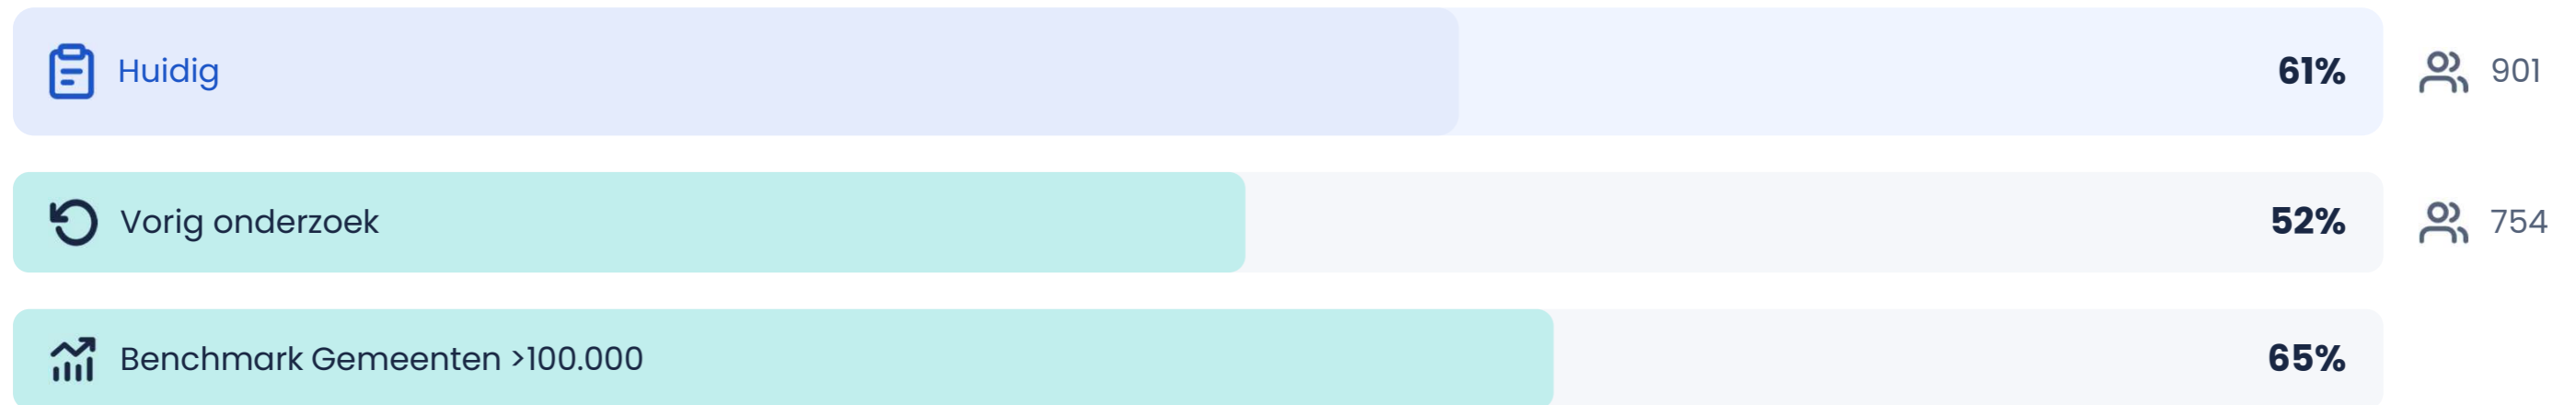 Huidig 61% 901
Vorig onderzoek 52% 754
Benchmark Gemeenten >100.000 65%